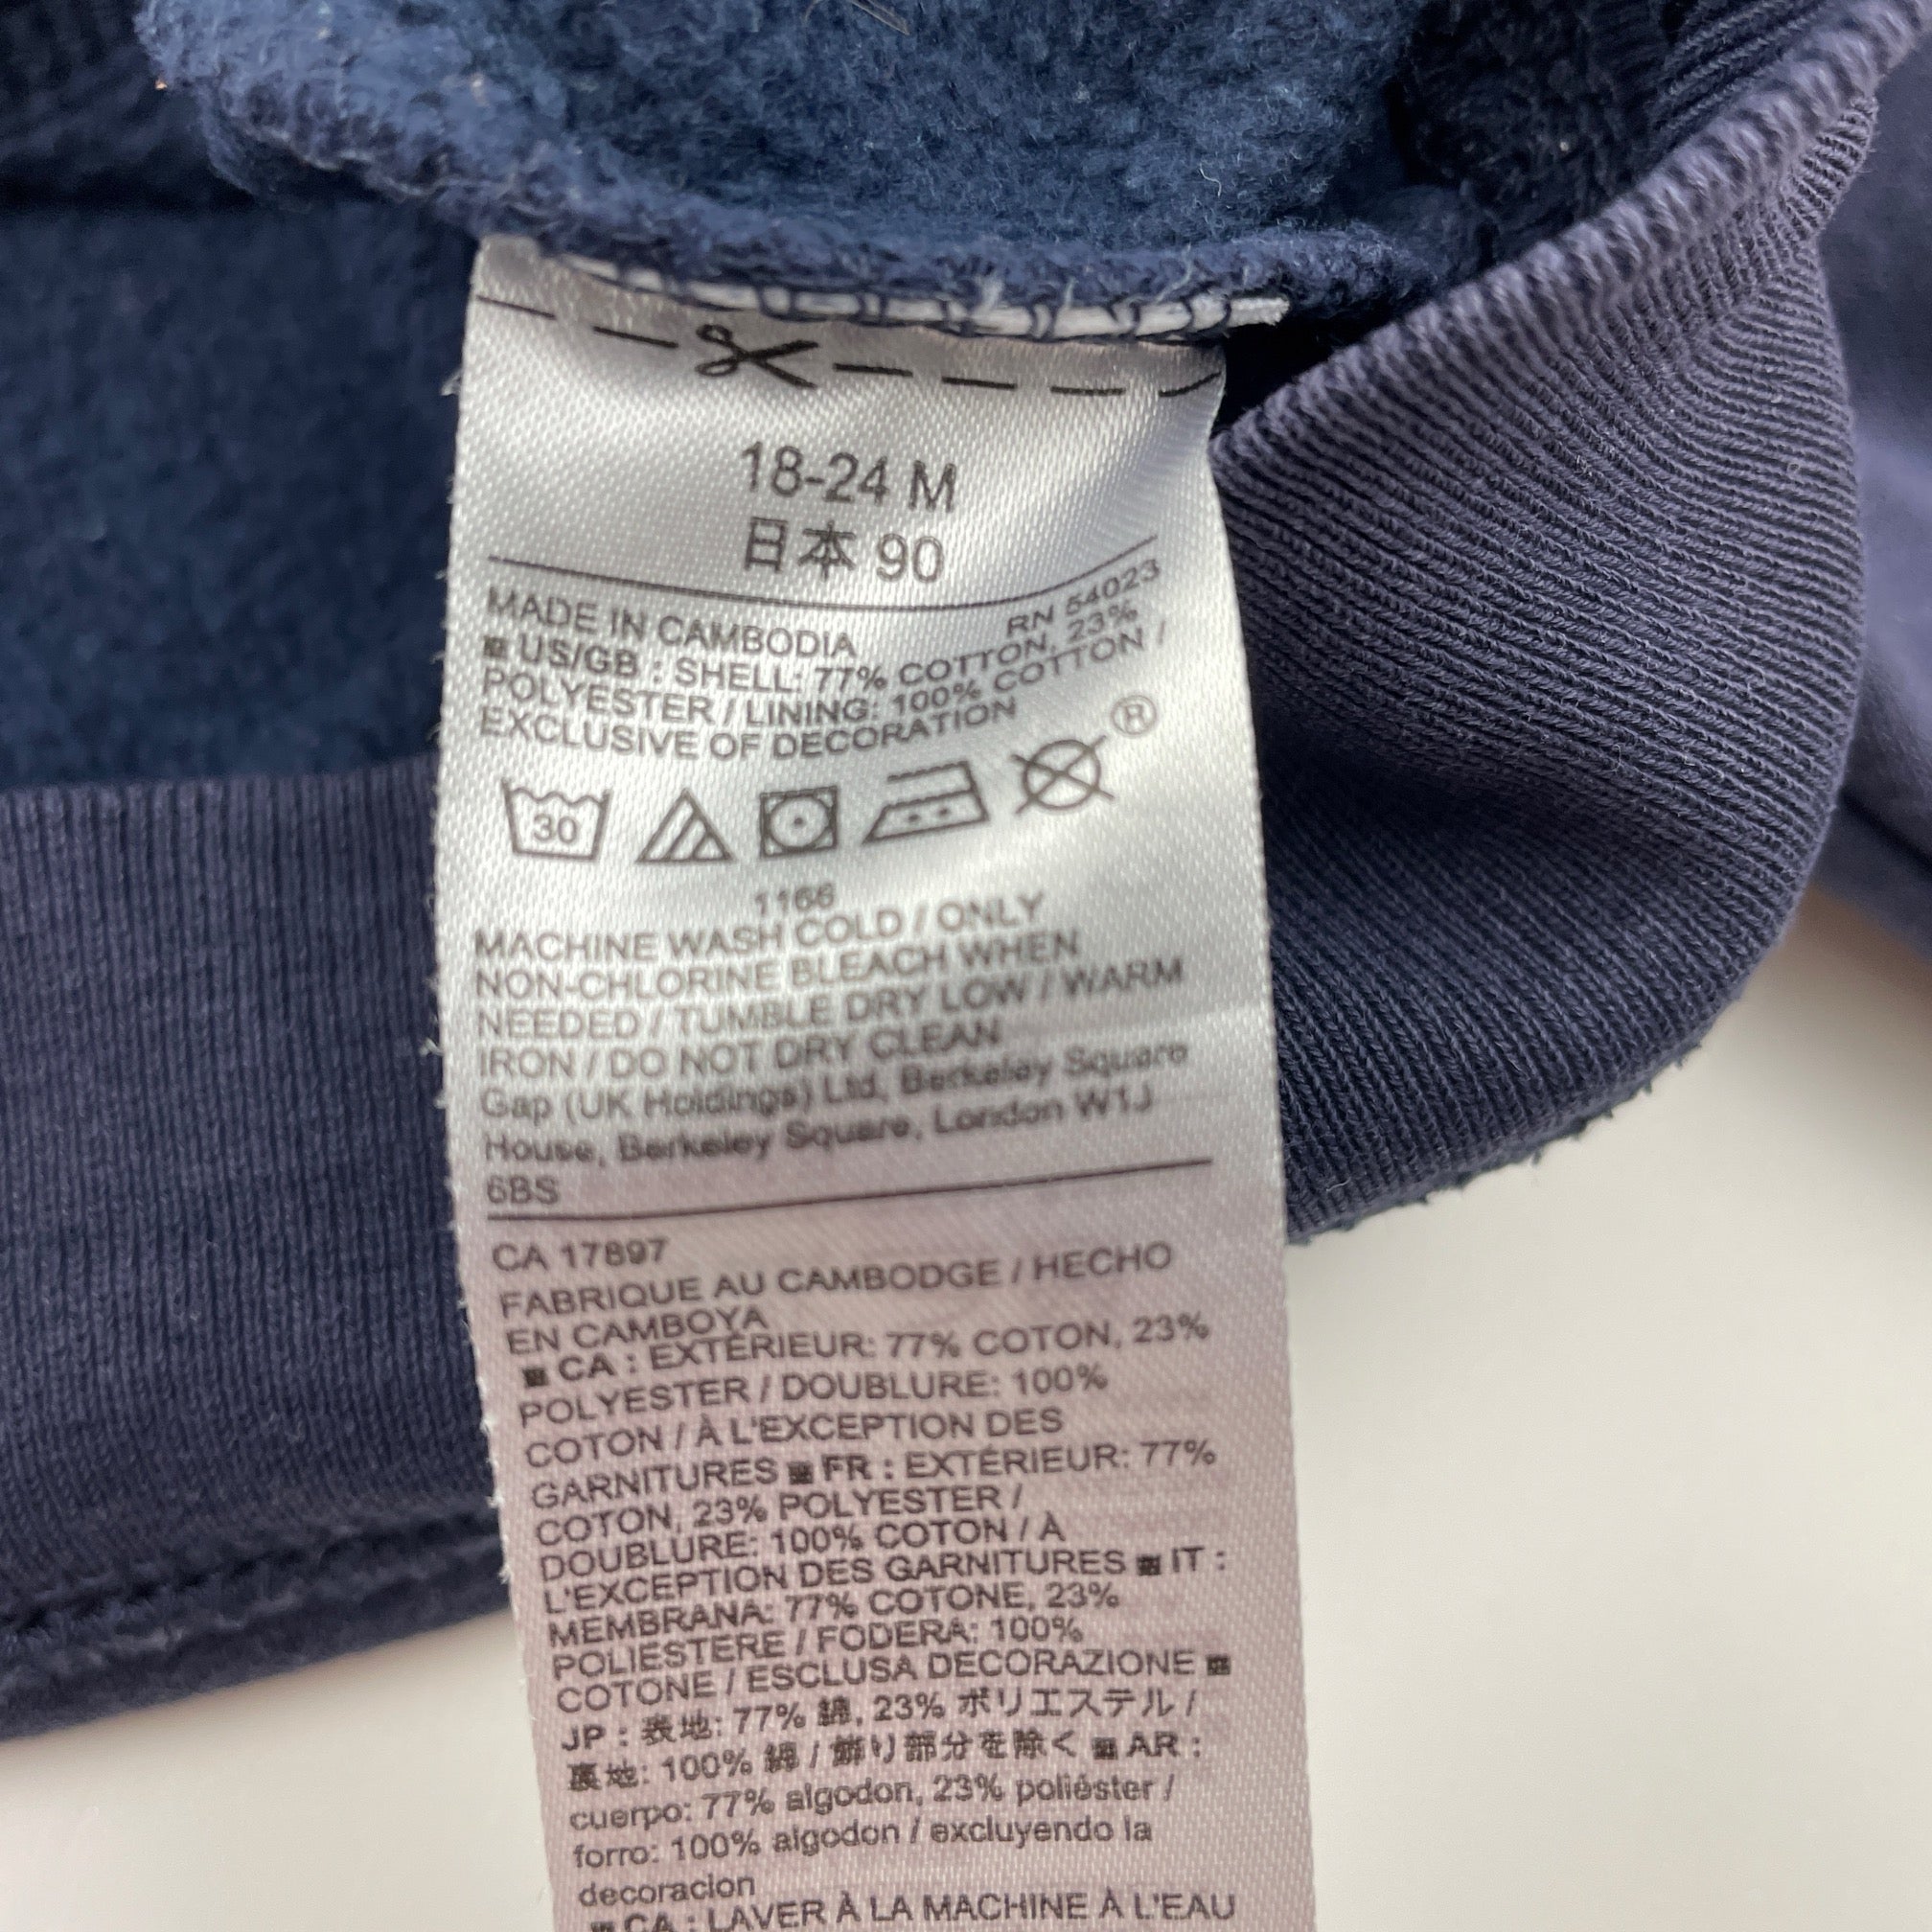 18-24 M
日本 90
MADE IN CAMBODIA RN 54023
US/GB : SHELL: 77% COTTON, 23%
POLYESTER / LINING: 100% COTTON /
EXCLUSIVE OF DECORATION
®
30
1166
MACHINE WASH COLD / ONLY
NON-CHLORINE BLEACH WHEN
NEEDED / TUMBLE DRY LOW / WARM
IRON / DO NOT DRY CLEAN
Gap (UK Holdings) Ltd, Berkeley Square
House, Berkeley Square, London W1J
6BS
CA 17897
FABRIQUE AU CAMBODGE / HECHO
EN CAMBOYA
CA : EXTÉRIEUR: 77% COTON, 23%
POLYESTER / DOUBLURE: 100%
COTON / À L'EXCEPTION DES
GARNITURES ■ FR : EXTÉRIEUR: 77%
COTON, 23% POLYESTER /
DOUBLURE: 100% COTON / À
L'EXCEPTION DES GARNITURES ■ IT :
MEMBRANA: 77% COTONE, 23%
POLIESTERE / FODERA: 100%
COTONE / ESCLUSA DECORAZIONE ■
JP : 表地: 77% 綿, 23% ポリエステル /
裏地: 100% 綿 / 飾り部分を除く ■ AR :
cuerpo: 77% algodon, 23% poliéster /
forro: 100% algodon / excluyendo la
decoracion
CA : LAVER À LA MACHINE À L'EAU